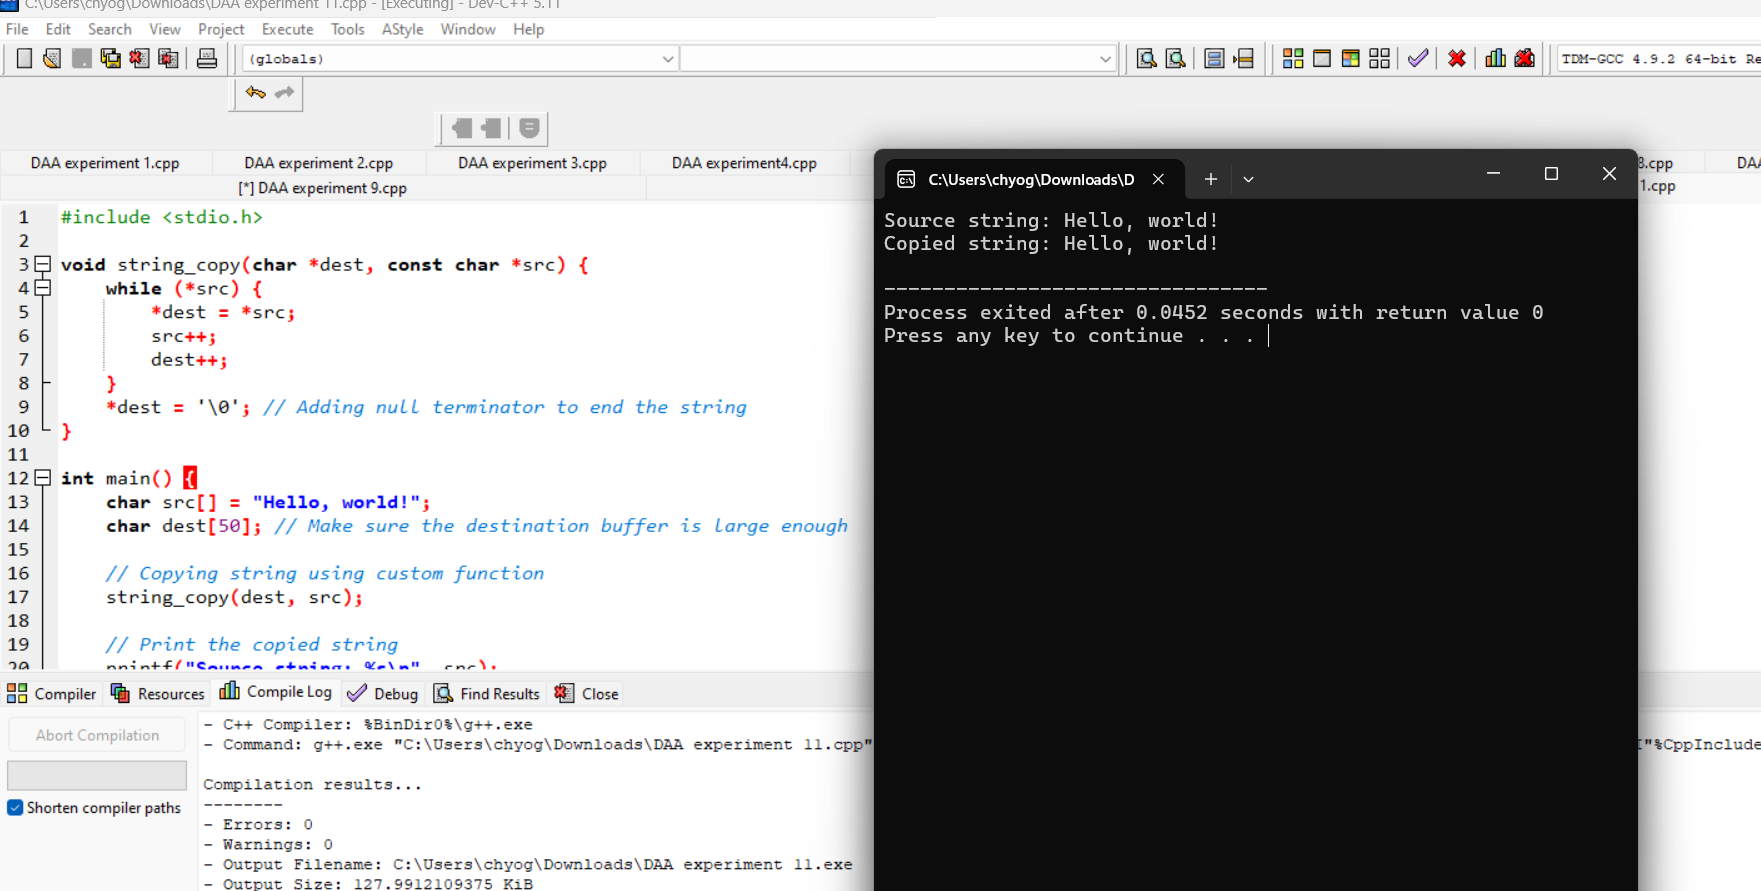 C:\Users\chyog\Downloads\DAA experiment 11.cpp - [Executing] - Dev-C++ 5.11
File Edit Search View Project Execute Tools AStyle Window Help
(globals)
TDM-GCC 4.9.2 64-bit Re
DAA experiment 1.cpp DAA experiment 2.cpp DAA experiment 3.cpp DAA experiment4.cpp 8.cpp DAA
[*] DAA experiment 9.cpp 1.cpp
1 #include <stdio.h>
2
3 void string_copy(char *dest, const char *src) {
4 while (*src) {
5 *dest = *src;
6 src++;
7 dest++;
8 }
9 *dest = '\0'; // Adding null terminator to end the string
10 }
11
12 int main() {
13 char src[] = "Hello, world!";
14 char dest[50]; // Make sure the destination buffer is large enough
15
16 // Copying string using custom function
17 string_copy(dest, src);
18
19 // Print the copied string
20 printf("Source string: %s\n", src);
C:\Users\chyog\Downloads\D
Source string: Hello, world!
Copied string: Hello, world!
--------------------------------
Process exited after 0.0452 seconds with return value 0
Press any key to continue . . .
Compiler Resources Compile Log Debug Find Results Close
Abort Compilation
Shorten compiler paths
- C++ Compiler: %BinDir0%\g++.exe
- Command: g++.exe "C:\Users\chyog\Downloads\DAA experiment 11.cpp" I"%CppInclude
Compilation results...
--------
- Errors: 0
- Warnings: 0
- Output Filename: C:\Users\chyog\Downloads\DAA experiment 11.exe
- Output Size: 127.9912109375 KiB